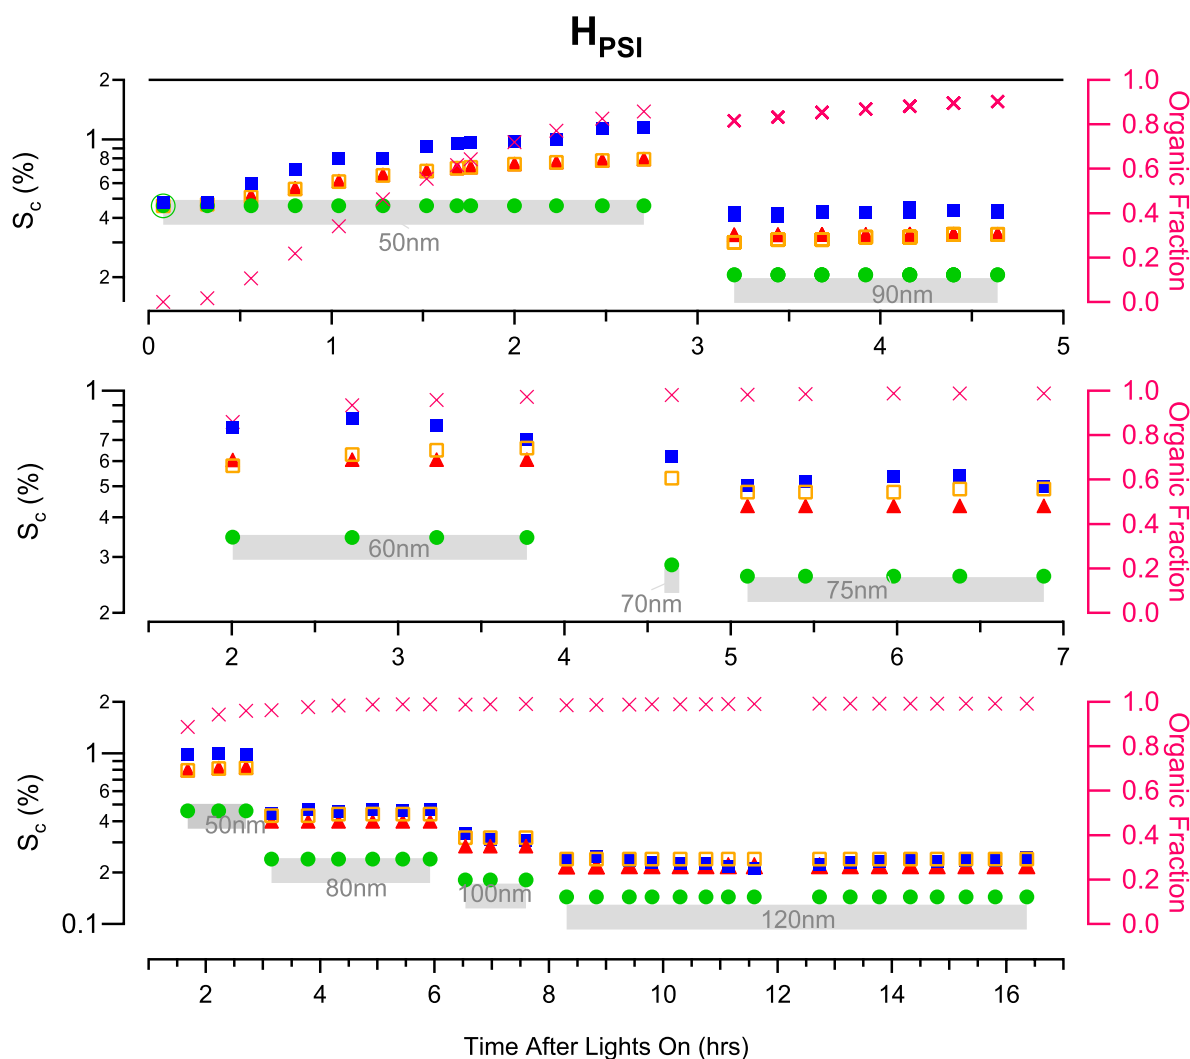 H_PSI
2
1
8
6
4
2
S_c (%)
50nm
90nm
1.0
0.8
0.6
0.4
0.2
0.0
Organic Fraction
0 1 2 3 4 5
1
7
6
5
4
3
2
S_c (%)
60nm
70nm
75nm
1.0
0.8
0.6
0.4
0.2
0.0
Organic Fraction
2 3 4 5 6 7
2
1
6
4
2
0.1
S_c (%)
50nm
80nm
100nm
120nm
1.0
0.8
0.6
0.4
0.2
0.0
Organic Fraction
2 4 6 8 10 12 14 16
Time After Lights On (hrs)